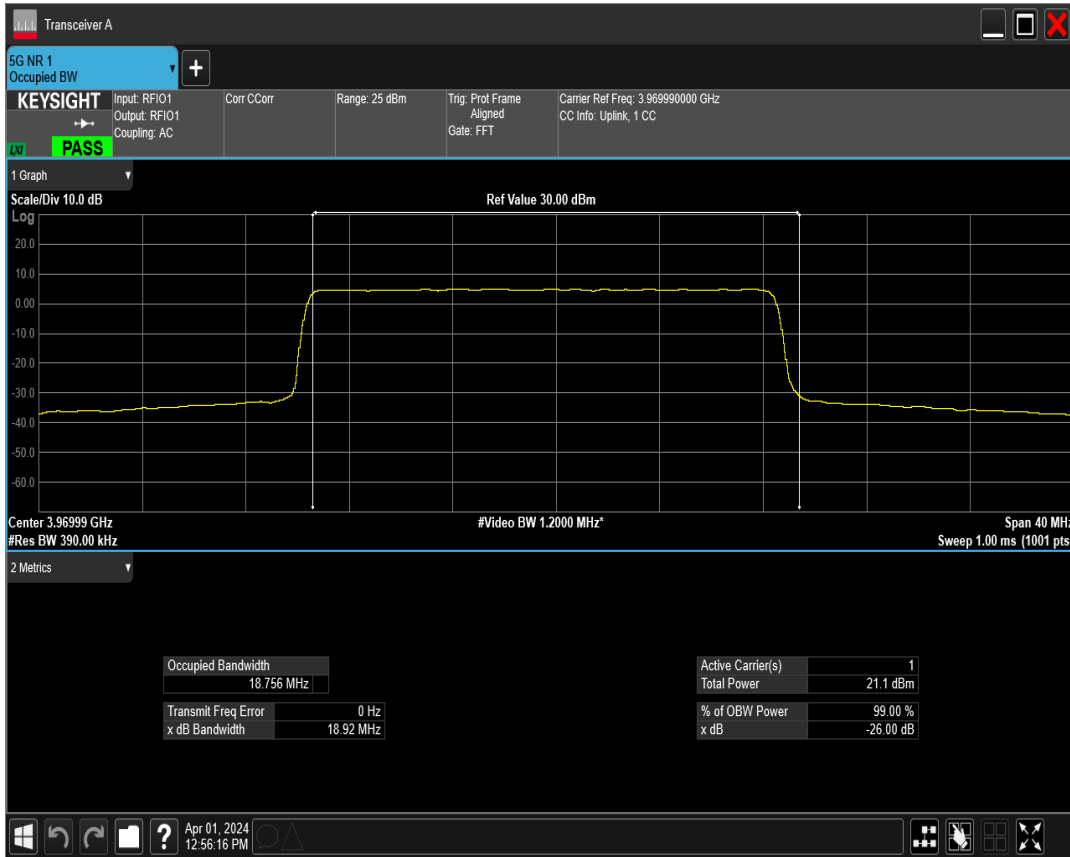 Transceiver A
5G NR 1
Occupied BW
+
KEYSIGHT
LXI
PASS
Input: RFIO1
Output: RFIO1
Coupling: AC
Corr CCorr
Range: 25 dBm
Trig: Prot Frame
Aligned
Gate: FFT
Carrier Ref Freq: 3.969990000 GHz
CC Info: Uplink, 1 CC
1 Graph
Scale/Div 10.0 dB
Ref Value 30.00 dBm
Log
20.0
10.0
0.00
-10.0
-20.0
-30.0
-40.0
-50.0
-60.0
Center 3.96999 GHz
#Video BW 1.2000 MHz*
Span 40 MHz
#Res BW 390.00 kHz
Sweep 1.00 ms (1001 pts
2 Metrics
Occupied Bandwidth
18.756 MHz
Transmit Freq Error 0 Hz
x dB Bandwidth 18.92 MHz
Active Carrier(s) 1
Total Power 21.1 dBm
% of OBW Power 99.00 %
x dB -26.00 dB
?
Apr 01, 2024
12:56:16 PM